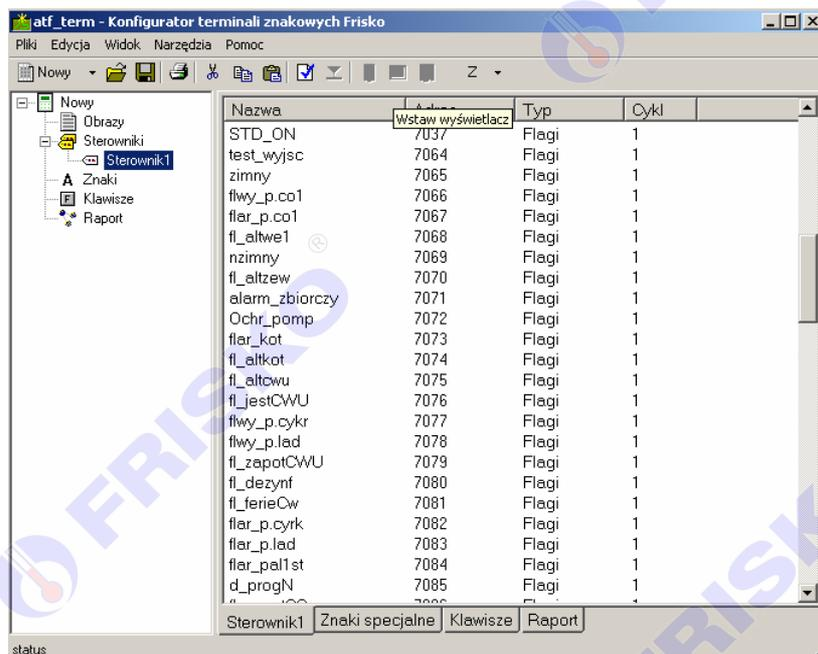 atf_term - Konfigurator terminali znakowych Frisko
Pliki Edycja Widok Narzędzia Pomoc
Nowy Z
Nowy
Obrazy
Sterowniki
Sterownik1
A Znaki
F Klawisze
Raport
Nazwa Typ Cykl
Wstaw wyświetlacz
STD_ON 7037 Flagi 1
test_wyjsc 7064 Flagi 1
zimny 7065 Flagi 1
flwy_p.co1 7066 Flagi 1
flar_p.co1 7067 Flagi 1
fl_altwe1 7068 Flagi 1
nzimny 7069 Flagi 1
fl_altzew 7070 Flagi 1
alarm_zbiorczy 7071 Flagi 1
Ochr_pomp 7072 Flagi 1
flar_kot 7073 Flagi 1
fl_altkot 7074 Flagi 1
fl_altcwu 7075 Flagi 1
fl_jestCWU 7076 Flagi 1
flwy_p.cykr 7077 Flagi 1
flwy_p.lad 7078 Flagi 1
fl_zapotCWU 7079 Flagi 1
fl_dezynf 7080 Flagi 1
fl_ferieCw 7081 Flagi 1
flar_p.cyrk 7082 Flagi 1
flar_p.lad 7083 Flagi 1
flar_pal1st 7084 Flagi 1
d_progN 7085 Flagi 1
Sterownik1 Znaki specjalne Klawisze Raport
status
FRISKO ®